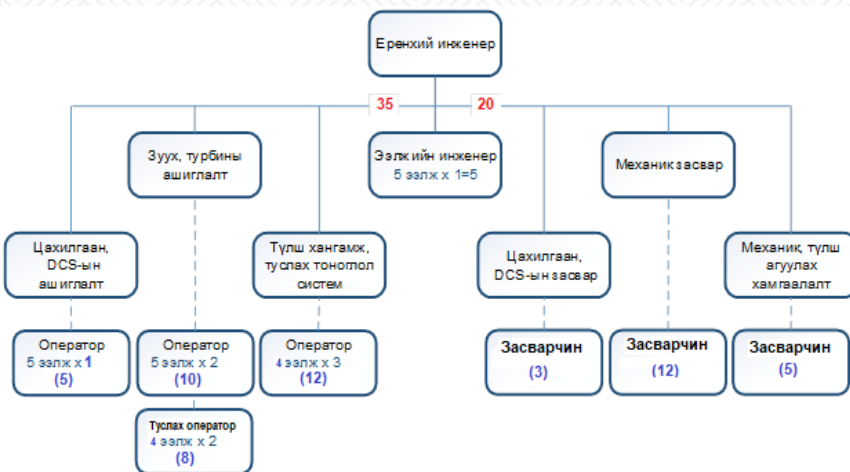 Ерөнхий инженер
35
20
Зуух, турбины
ашиглалт
Ээлжийн инженер
5 ээлж x 1=5
Механик засвар
Цахилгаан,
DCS-ын
ашиглалт
Түлш хангамж,
туслах тоноглол
систем
Цахилгаан,
DCS-ын засвар
Механик, түлш
агуулах
хамгаалалт
Оператор
5 ээлж x 1
(5)
Оператор
5 ээлж x 2
(10)
Оператор
4 ээлж x 3
(12)
Засварчин
(3)
Засварчин
(12)
Засварчин
(5)
Туслах оператор
4 ээлж x 2
(8)